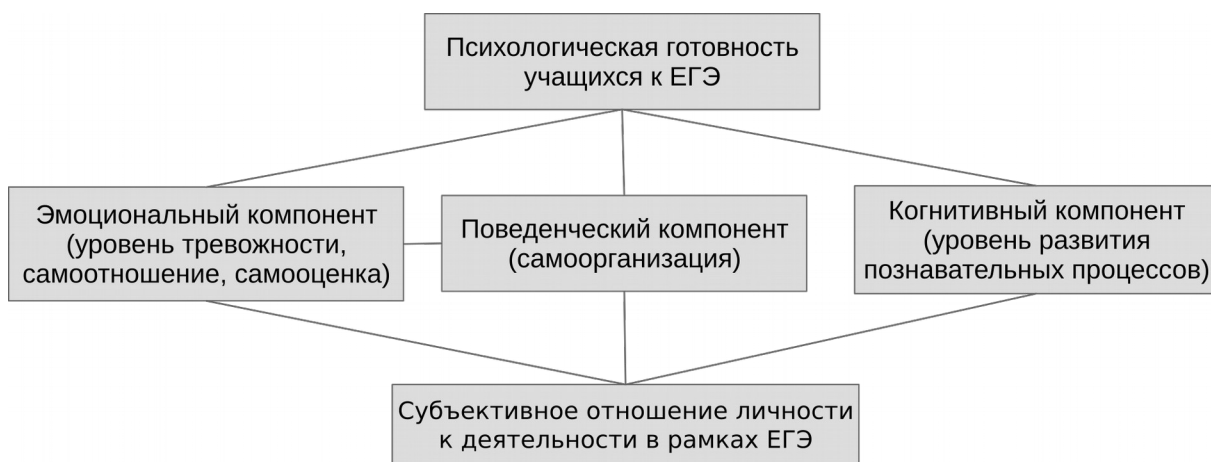 Психологическая готовность
учащихся к ЕГЭ
Эмоциональный компонент
(уровень тревожности,
самоотношение, самооценка)
Поведенческий компонент
(самоорганизация)
Когнитивный компонент
(уровень развития
познавательных процессов)
Субъективное отношение личности
к деятельности в рамках ЕГЭ